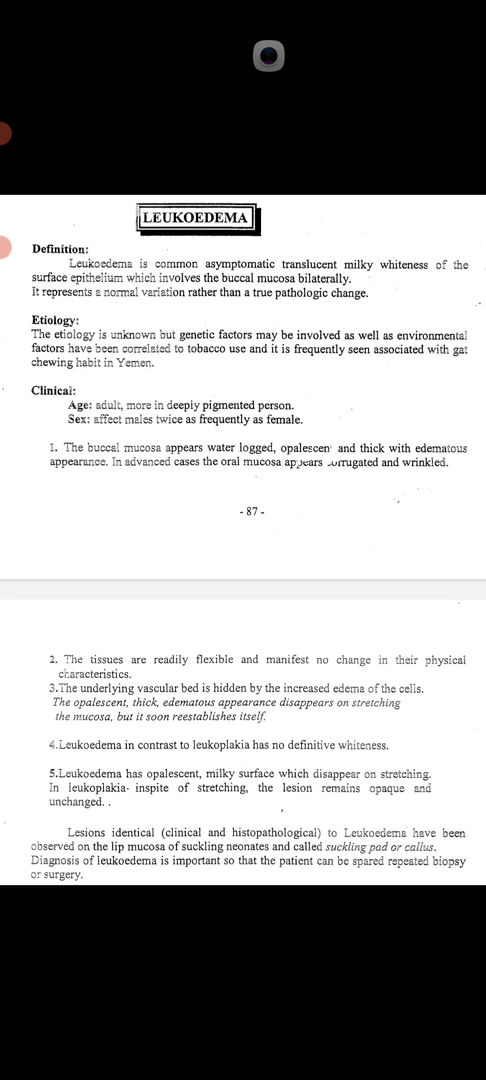 LEUKOEDEMA
Definition:
Leukoedema is common asymptomatic translucent milky whiteness of the
surface epithelium which involves the buccal mucosa bilaterally.
It represents a normal variation rather than a true pathologic change.
Etiology:
The etiology is unknown but genetic factors may be involved as well as environmental
factors have been correlated to tobacco use and it is frequently seen associated with gat
chewing habit in Yemen.
Clinical:
Age: adult, more in deeply pigmented person.
Sex: affect males twice as frequently as female.
1. The buccal mucosa appears water logged, opalescen and thick with edematous
appearance. In advanced cases the oral mucosa appears corrugated and wrinkled.
- 87 -
2. The tissues are readily flexible and manifest no change in their physical
characteristics.
3.The underlying vascular bed is hidden by the increased edema of the cells.
The opalescent, thick, edematous appearance disappears on stretching
the mucosa, but it soon reestablishes itself.
4.Leukoedema in contrast to leukoplakia has no definitive whiteness.
5.Leukoedema has opalescent, milky surface which disappear on stretching.
In leukoplakia- inspite of stretching, the lesion remains opaque and
unchanged. .
Lesions identical (clinical and histopathological) to Leukoedema have been
observed on the lip mucosa of suckling neonates and called suckling pad or callus.
Diagnosis of leukoedema is important so that the patient can be spared repeated biopsy
or surgery.